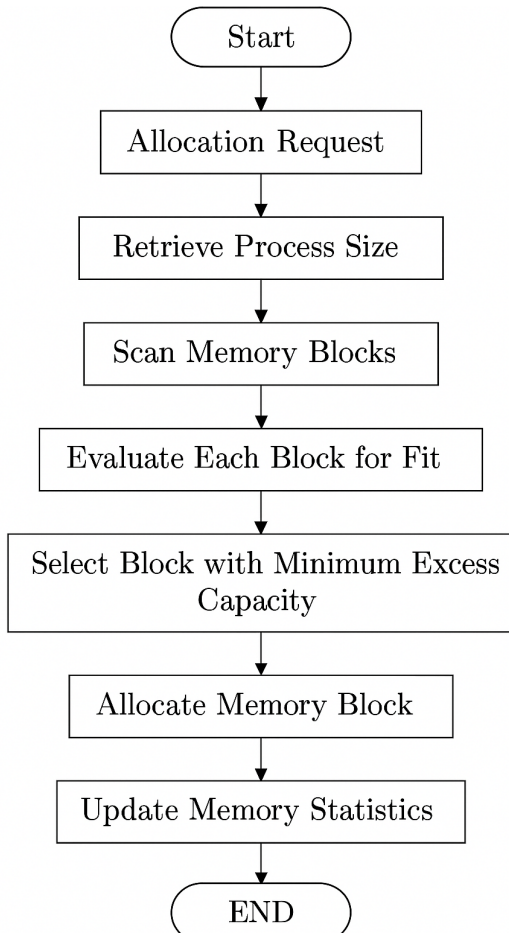 Start
Allocation Request
Retrieve Process Size
Scan Memory Blocks
Evaluate Each Block for Fit
Select Block with Minimum Excess
Capacity
Allocate Memory Block
Update Memory Statistics
END